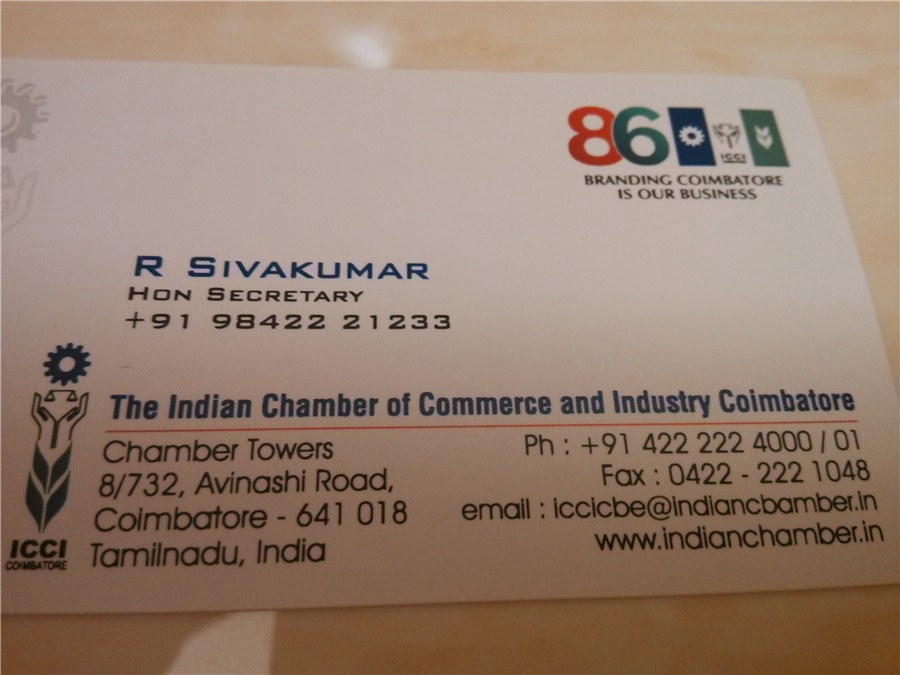 86
ICCI
BRANDING COIMBATORE
IS OUR BUSINESS
R SIVAKUMAR
HON SECRETARY
+91 98422 21233
The Indian Chamber of Commerce and Industry Coimbatore
Chamber Towers
8/732, Avinashi Road,
Coimbatore - 641 018
Tamilnadu, India
Ph : +91 422 222 4000 / 01
Fax : 0422 - 222 1048
email : iccicbe@indiancbamber.in
www.indianchamber.in
ICCI
COIMBATORE